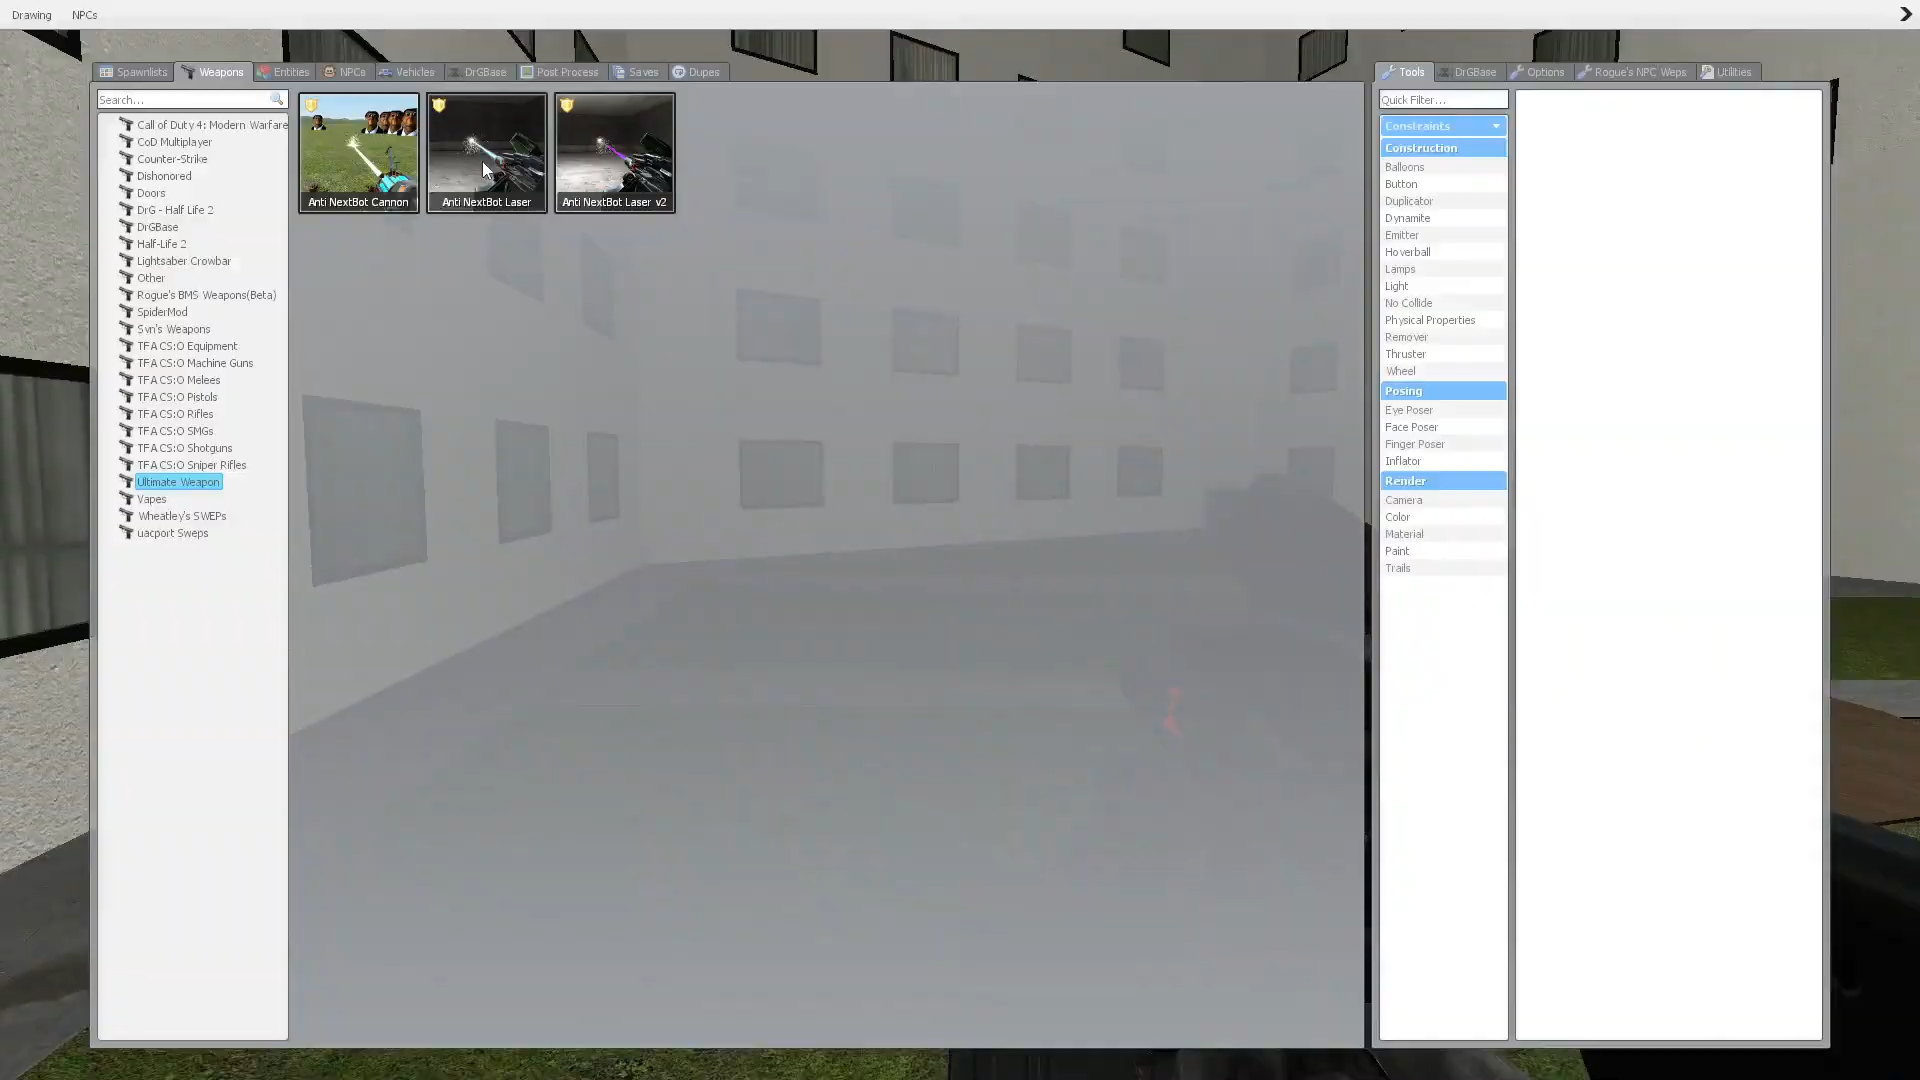 Drawing NPCs
Spawnlists Weapons Entities NPCs Vehicles DrGBase Post Process Saves Dupes
Tools DrGBase Options Rogue's NPC Weps Utilities
Search...
Call of Duty 4: Modern Warfare
CoD Multiplayer
Counter-Strike
Dishonored
Doors
DrG - Half Life 2
DrGBase
Half-Life 2
Lightsaber Crowbar
Other
Rogue's BMS Weapons(Beta)
SpiderMod
Svn's Weapons
TFA CS:O Equipment
TFA CS:O Machine Guns
TFA CS:O Melees
TFA CS:O Pistols
TFA CS:O Rifles
TFA CS:O SMGs
TFA CS:O Shotguns
TFA CS:O Sniper Rifles
Ultimate Weapon
Vapes
Wheatley's SWEPs
uacport Sweps
Anti NextBot Cannon
Anti NextBot Laser
Anti NextBot Laser v2
Quick Filter...
Constraints
Construction
Balloons
Button
Duplicator
Dynamite
Emitter
Hoverball
Lamps
Light
No Collide
Physical Properties
Remover
Thruster
Wheel
Posing
Eye Poser
Face Poser
Finger Poser
Inflator
Render
Camera
Color
Material
Paint
Trails